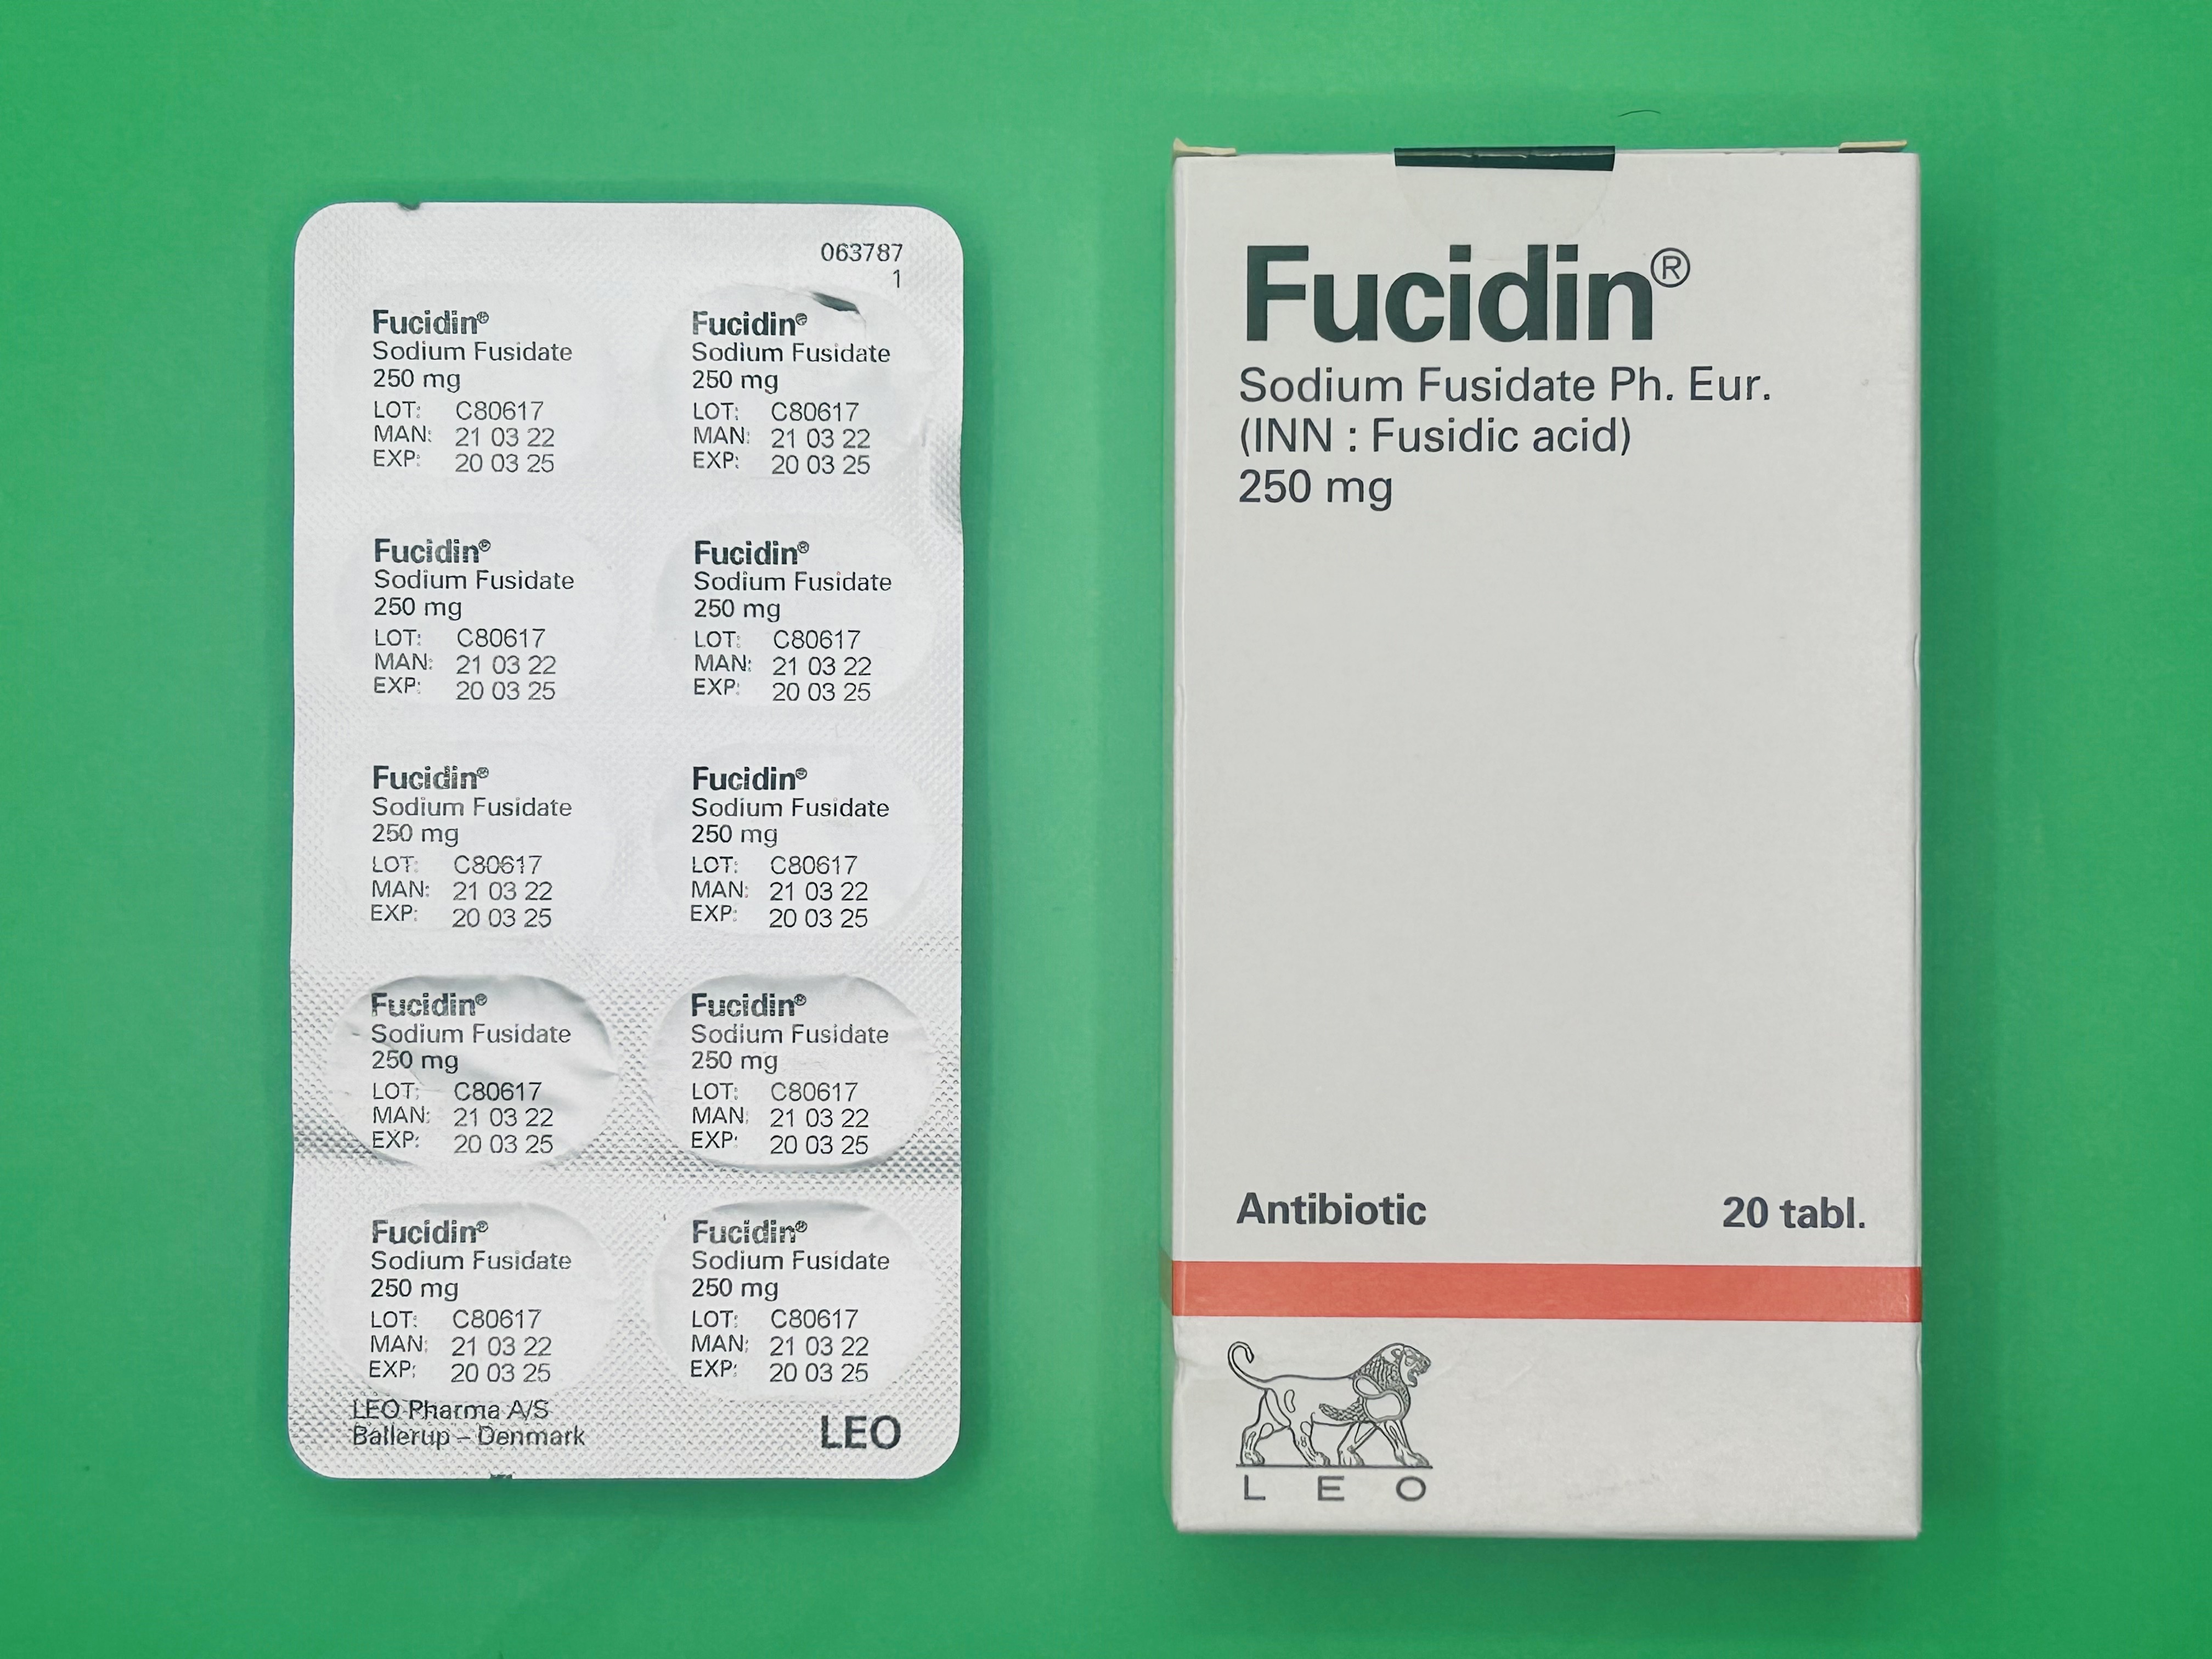 063787
1
Fucidin®
Sodium Fusidate
250 mg
LOT: C80617
MAN: 21 03 22
EXP: 20 03 25
Fucidin®
Sodium Fusidate
250 mg
LOT: C80617
MAN: 21 03 22
EXP: 20 03 25
Fucidin®
Sodium Fusidate
250 mg
LOT: C80617
MAN: 21 03 22
EXP: 20 03 25
Fucidin®
Sodium Fusidate
250 mg
LOT: C80617
MAN: 21 03 22
EXP: 20 03 25
Fucidin®
Sodium Fusidate
250 mg
LOT: C80617
MAN: 21 03 22
EXP: 20 03 25
Fucidin®
Sodium Fusidate
250 mg
LOT: C80617
MAN: 21 03 22
EXP: 20 03 25
Fucidin®
Sodium Fusidate
250 mg
LOT: C80617
MAN: 21 03 22
EXP: 20 03 25
Fucidin®
Sodium Fusidate
250 mg
LOT: C80617
MAN: 21 03 22
EXP: 20 03 25
Fucidin®
Sodium Fusidate
250 mg
LOT: C80617
MAN: 21 03 22
EXP: 20 03 25
Fucidin®
Sodium Fusidate
250 mg
LOT: C80617
MAN: 21 03 22
EXP: 20 03 25
LEO Pharma A/S
Ballerup – Denmark
LEO
Fucidin®
Sodium Fusidate Ph. Eur.
(INN : Fusidic acid)
250 mg
Antibiotic 20 tabl.
LEO